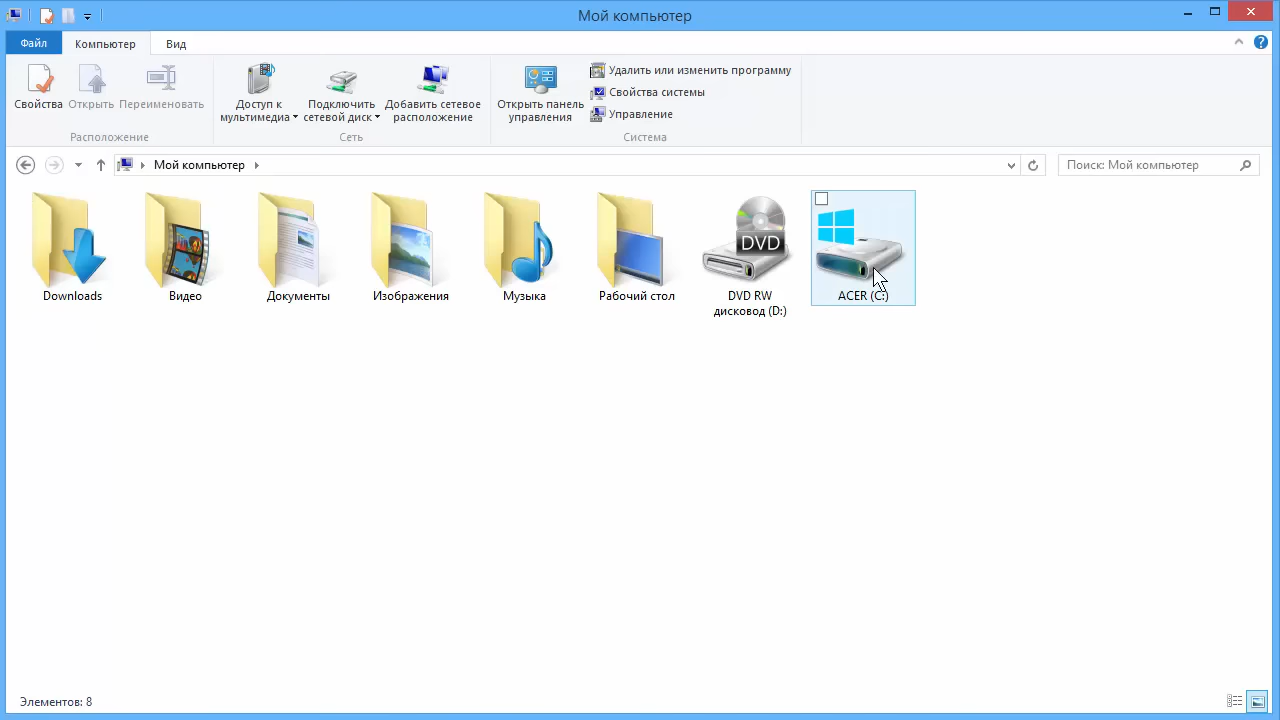 Мой компьютер
Файл
Компьютер
Вид
Свойства
Открыть
Переименовать
Доступ к
мультимедиа
Подключить
сетевой диск
Добавить сетевое
расположение
Открыть панель
управления
Удалить или изменить программу
Свойства системы
Управление
Расположение
Сеть
Система
Мой компьютер
Поиск: Мой компьютер
Downloads
Видео
Документы
Изображения
Музыка
Рабочий стол
DVD
DVD RW
дисковод (D:)
ACER (C:)
Элементов: 8